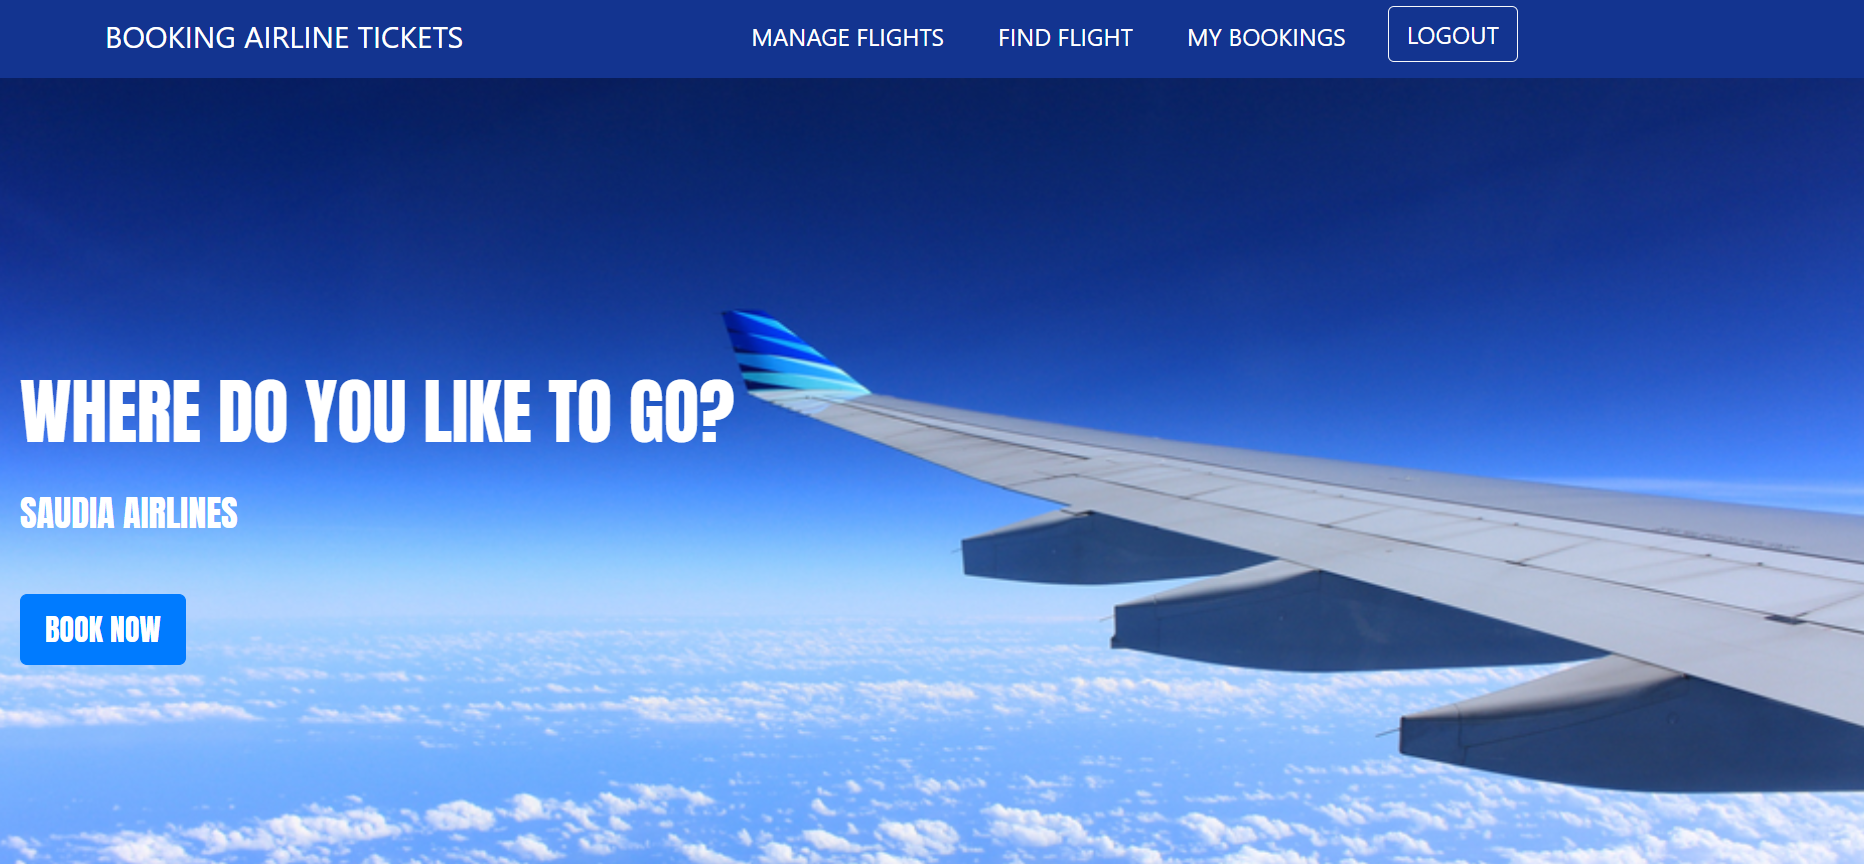 BOOKING AIRLINE TICKETS
MANAGE FLIGHTS
FIND FLIGHT
MY BOOKINGS
LOGOUT
WHERE DO YOU LIKE TO GO?
SAUDIA AIRLINES
BOOK NOW